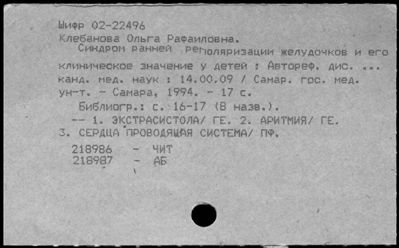 Шифр 02-22496
Клебанова Ольга Рафаиловна.
Синдром ранней реполяризации желудочков и его
клиническое значение у детей : Автореф. дис. ...
канд. мед. наук : 14.00.09 / Самар. гос. мед.
ун-т. - Самара, 1994. - 17 с.
Библиогр.: с. 16-17 (8 назв.).
-- 1. ЭКСТРАСИСТОЛА/ ГЕ. 2. АРИТМИЯ/ ГЕ.
3. СЕРДЦА ПРОВОДЯЩАЯ СИСТЕМА/ ПФ.
218986 - ЧИТ
218987 - АБ